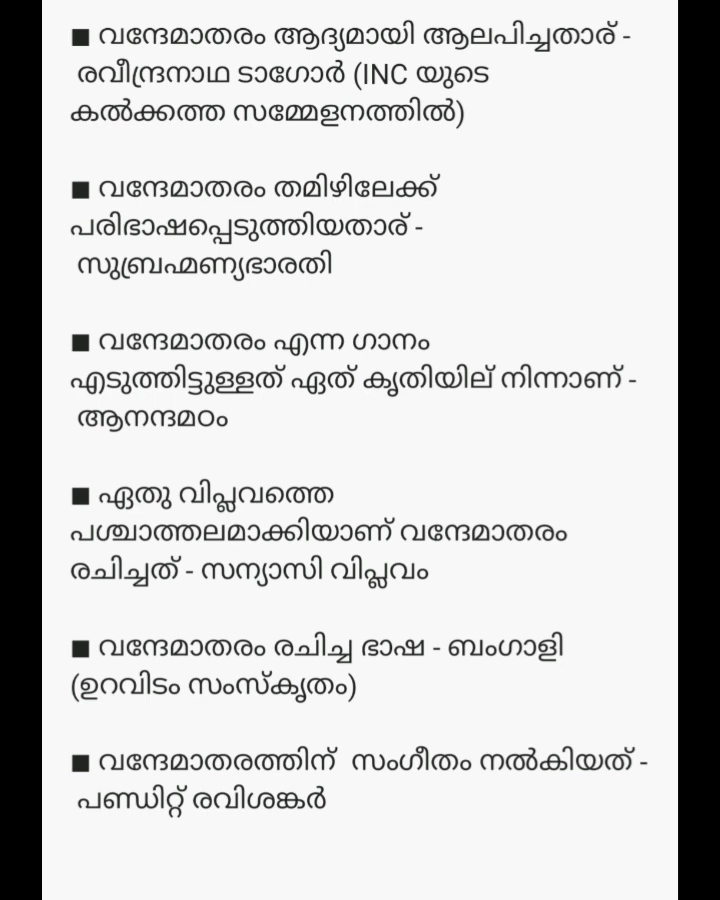 ■ വന്ദേമാതരം ആദ്യമായി ആലപിച്ചതാര് -
രവീന്ദ്രനാഥ ടാഗോർ (INC യുടെ
കൽക്കത്ത സമ്മേളനത്തിൽ)
■ വന്ദേമാതരം തമിഴിലേക്ക്
പരിഭാഷപ്പെടുത്തിയതാര് -
സുബ്രഹ്മണ്യഭാരതി
■ വന്ദേമാതരം എന്ന ഗാനം
എടുത്തിട്ടുള്ളത് ഏത് കൃതിയില് നിന്നാണ് -
ആനന്ദമഠം
■ ഏതു വിപ്ലവത്തെ
പശ്ചാത്തലമാക്കിയാണ് വന്ദേമാതരം
രചിച്ചത് - സന്യാസി വിപ്ലവം
■ വന്ദേമാതരം രചിച്ച ഭാഷ - ബംഗാളി
(ഉറവിടം സംസ്കൃതം)
■ വന്ദേമാതരത്തിന് സംഗീതം നൽകിയത് -
പണ്ഡിറ്റ് രവിശങ്കർ